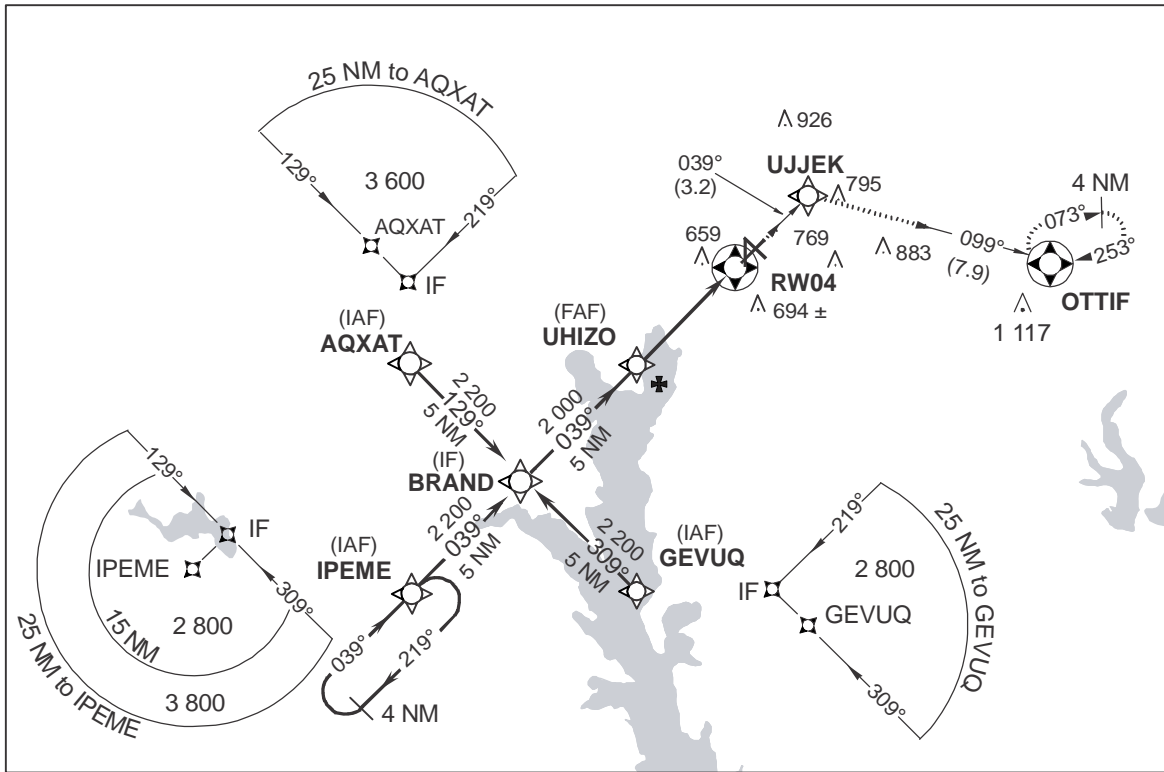 25 NM to AQXAT
129°
3 600
219°
AQXAT
IF
926
039°
(3.2)
UJJEK
795
4 NM
073°
659
769
883
099°
(7.9)
253°
RW04
OTTIF
694 ±
1 117
(IAF)
AQXAT
2 200
129°
5 NM
(FAF)
UHIZO
2 000
039°
5 NM
(IF)
BRAND
129°
IF
IPEME
309°
2 800
15 NM
3 800
25 NM to IPEME
(IAF)
IPEME
2 200
039°
5 NM
039°
219°
4 NM
2 200
309°
5 NM
(IAF)
GEVUQ
219°
2 800
IF
GEVUQ
309°
25 NM to GEVUQ